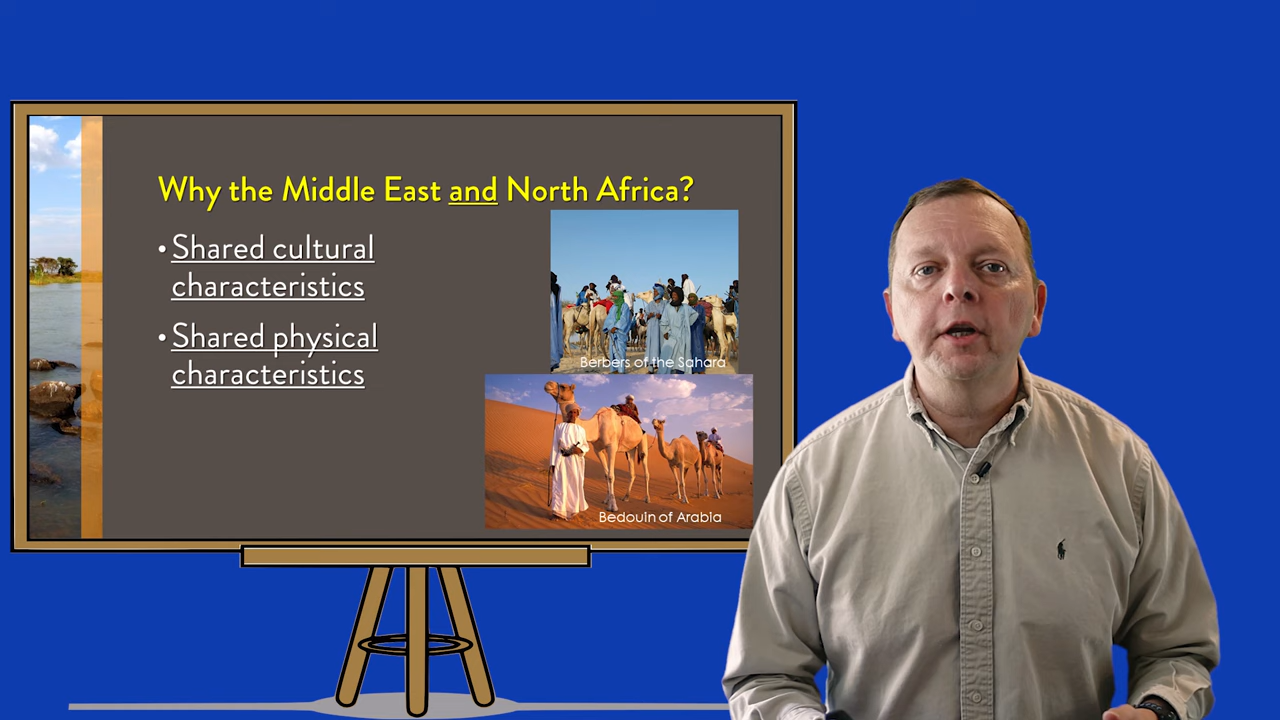 Why the Middle East and North Africa?
• Shared cultural
characteristics
• Shared physical
characteristics
Berbers of the Sahara
Bedouin of Arabia